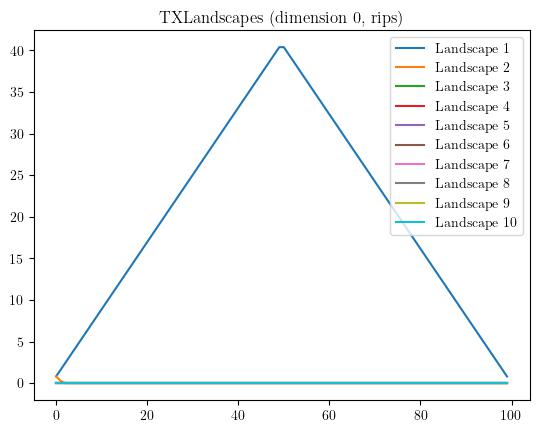 TXLandscapes (dimension 0, rips)
40
35
30
25
20
15
10
5
0
Landscape 1
Landscape 2
Landscape 3
Landscape 4
Landscape 5
Landscape 6
Landscape 7
Landscape 8
Landscape 9
Landscape 10
0 20 40 60 80 100